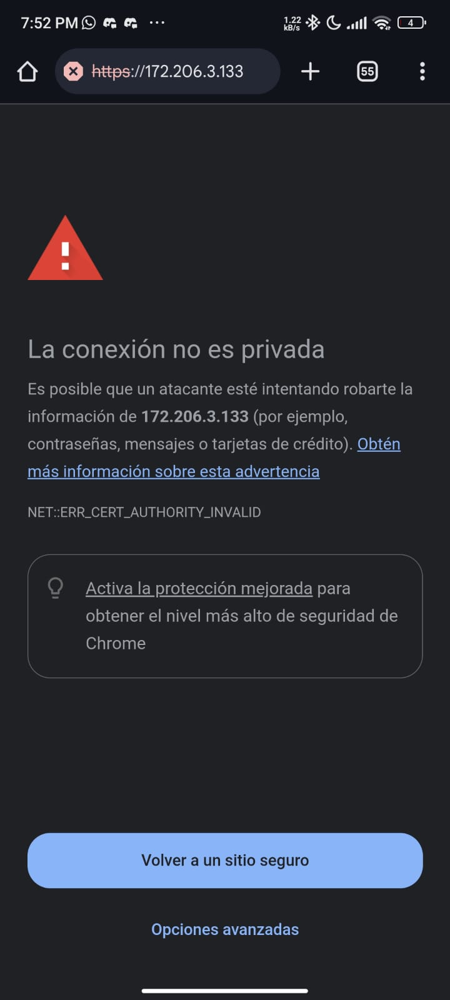 7:52 PM
1.22
kB/s
4
https://172.206.3.133
55
La conexión no es privada
Es posible que un atacante esté intentando robarte la
información de 172.206.3.133 (por ejemplo,
contraseñas, mensajes o tarjetas de crédito). Obtén
más información sobre esta advertencia
NET::ERR_CERT_AUTHORITY_INVALID
Activa la protección mejorada para
obtener el nivel más alto de seguridad de
Chrome
Volver a un sitio seguro
Opciones avanzadas